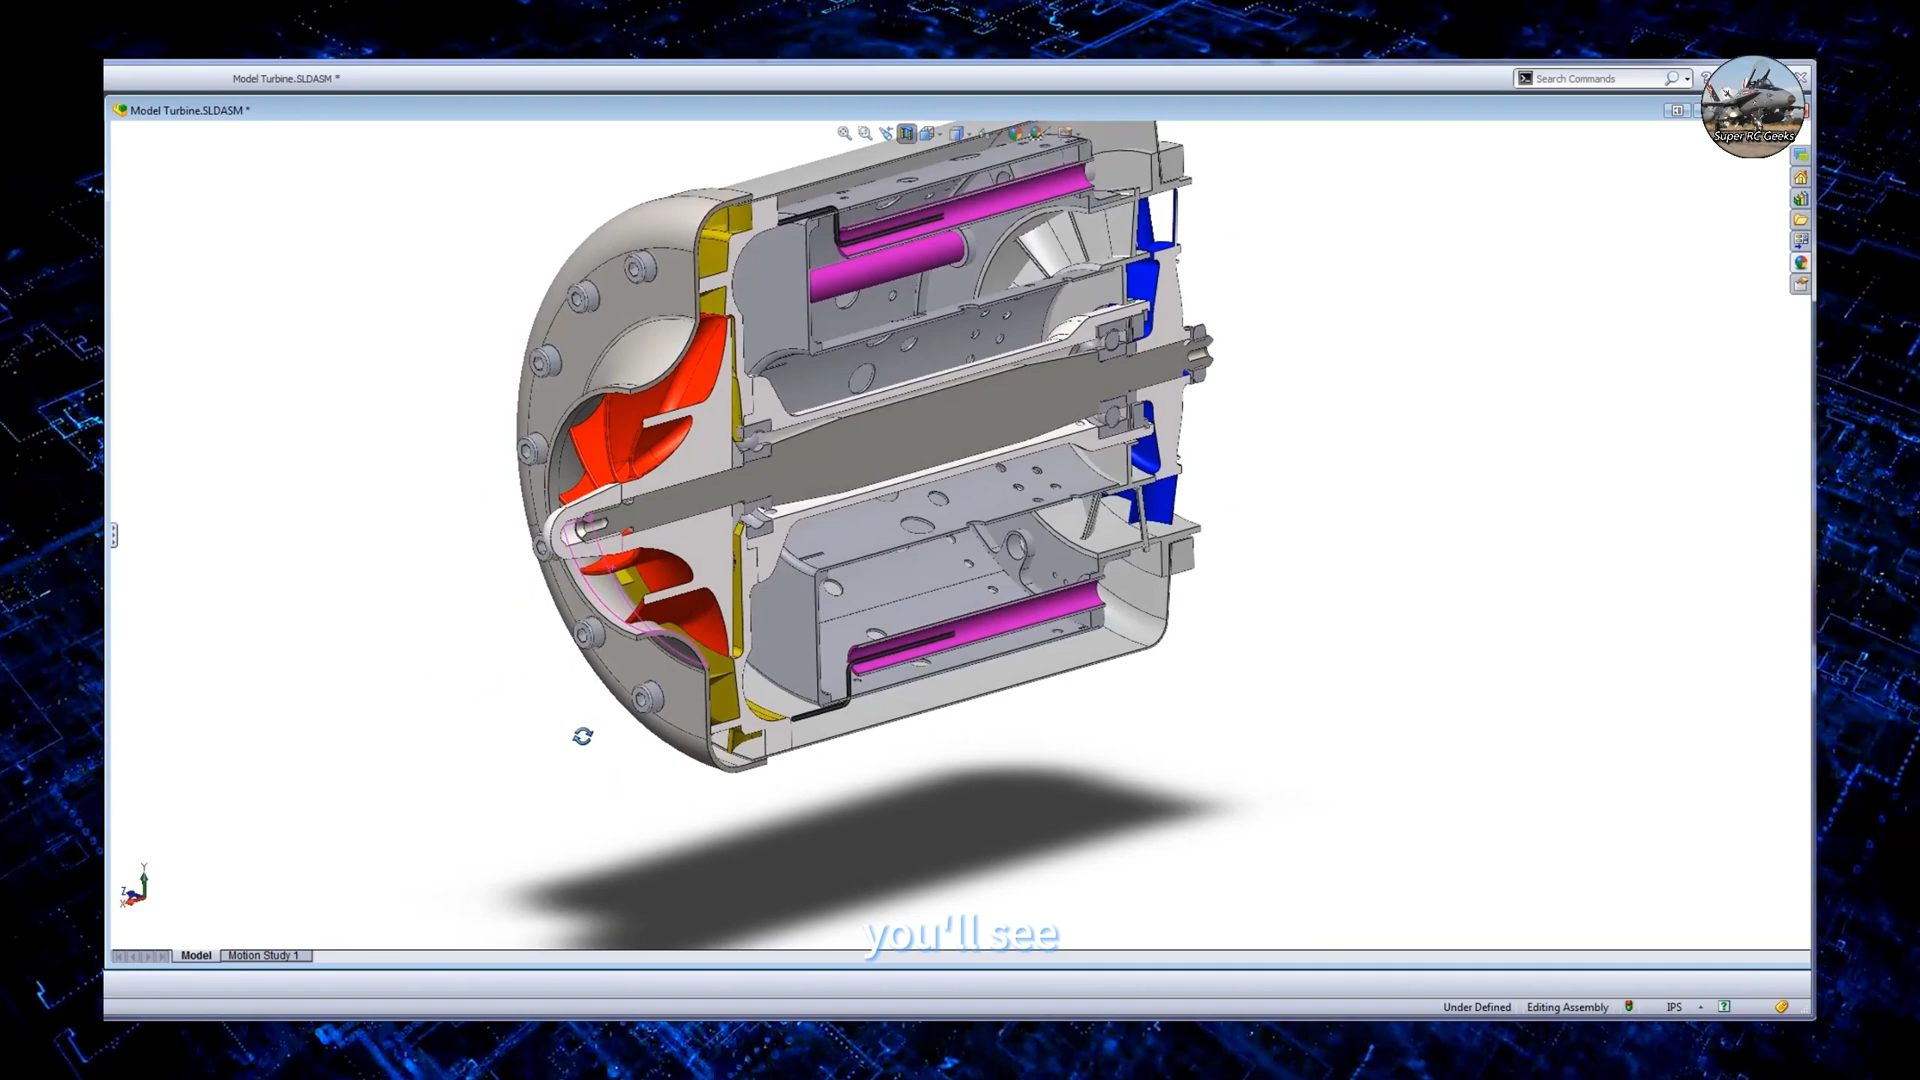 Model Turbine.SLDASM *
Search Commands
Model Turbine.SLDASM *
Super RC Geeks
Y
Z
X
you'll see
Model
Motion Study 1
Under Defined
Editing Assembly
IPS